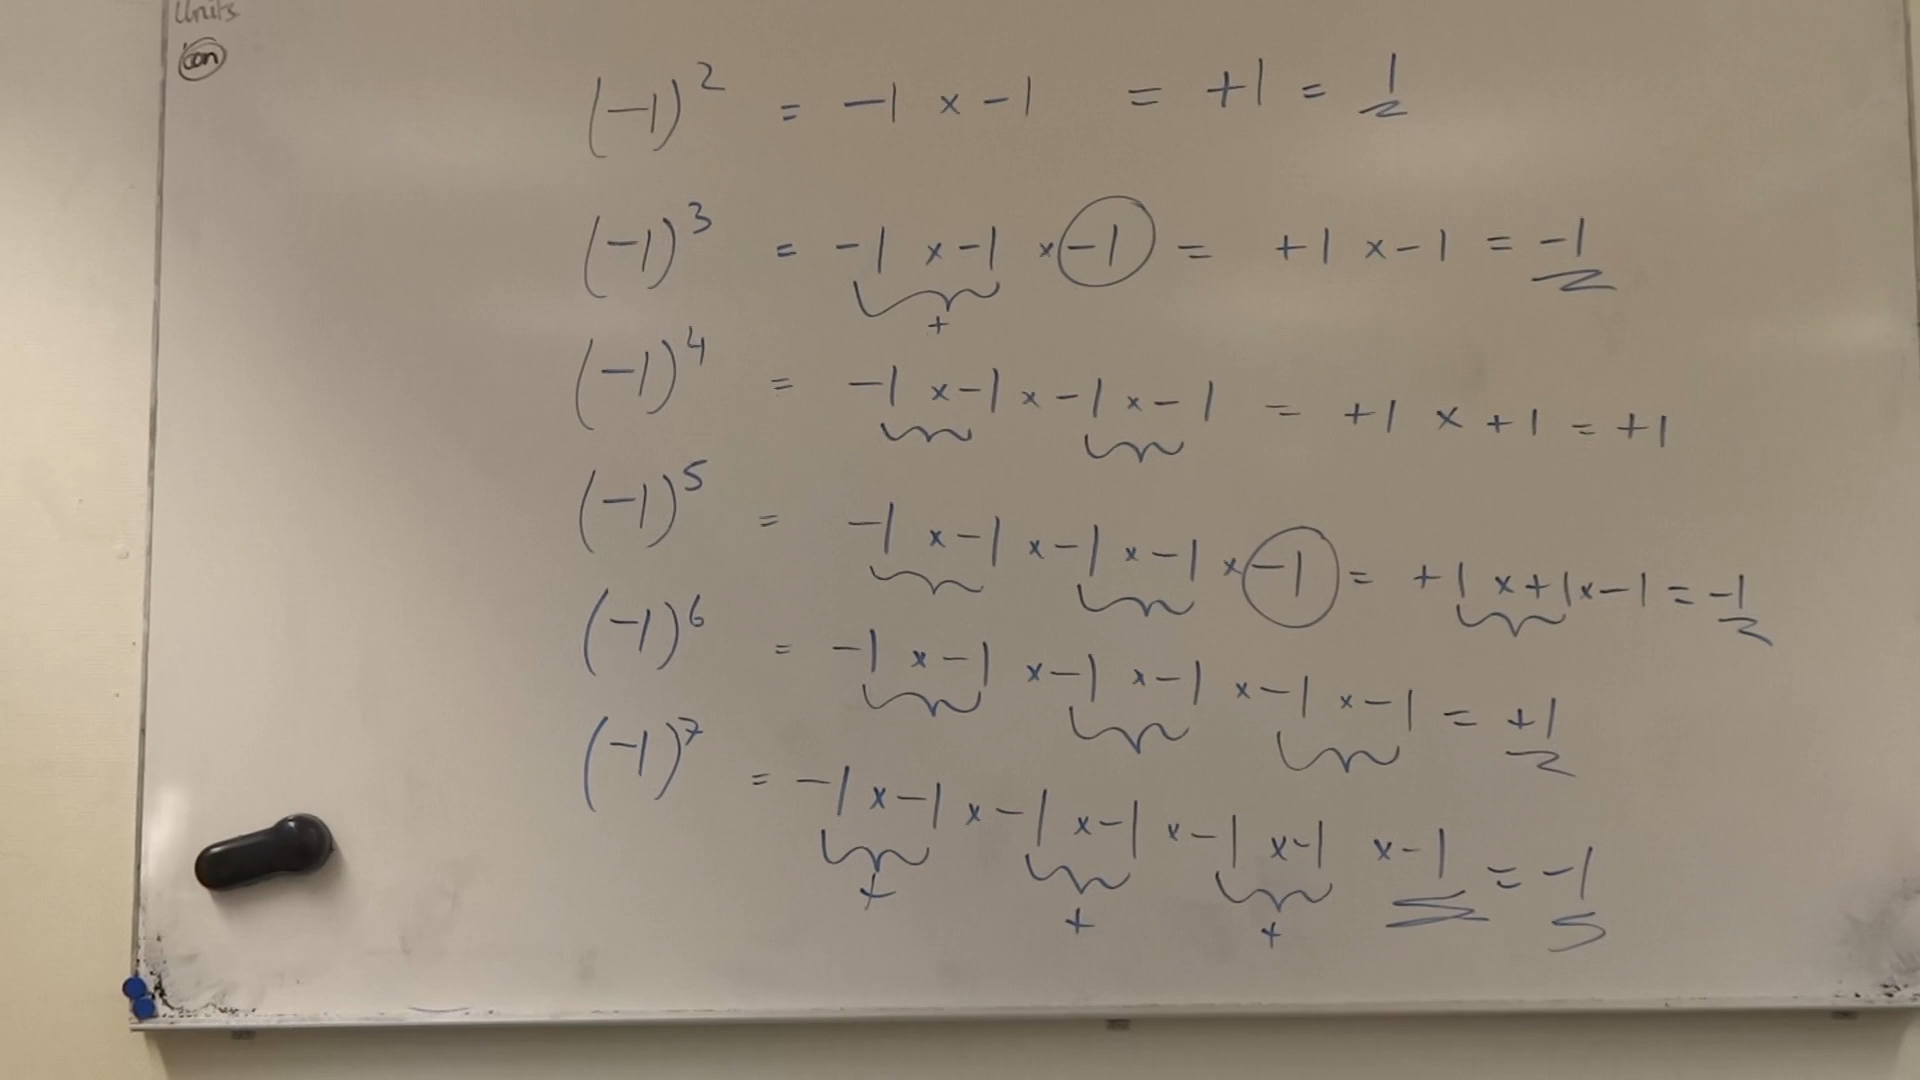 Units
(-1)² = -1 x -1 = +1 = 1
(-1)³ = -1 x -1 x -1 = +1 x -1 = -1
+
(-1)⁴ = -1 x -1 x -1 x -1 = +1 x +1 = +1
(-1)⁵ = -1 x -1 x -1 x -1 x -1 = +1 x +1 x -1 = -1
(-1)⁶ = -1 x -1 x -1 x -1 x -1 x -1 = +1
(-1)⁷ = -1 x -1 x -1 x -1 x -1 x -1 x -1 = -1
+ + +